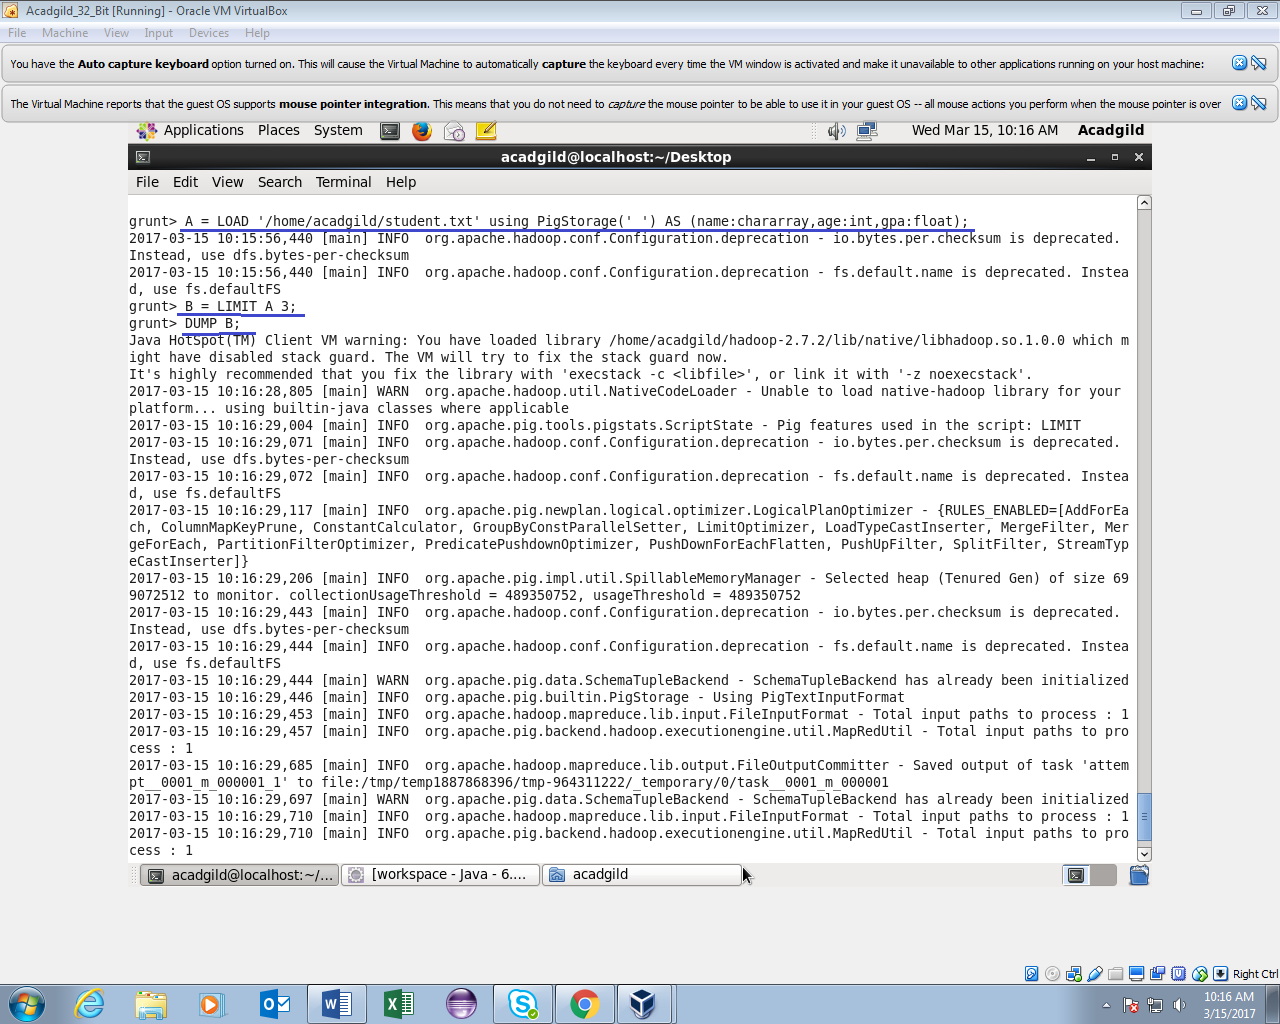 Acadgild_32_Bit [Running] - Oracle VM VirtualBox
File Machine View Input Devices Help
You have the Auto capture keyboard option turned on. This will cause the Virtual Machine to automatically capture the keyboard every time the VM window is activated and make it unavailable to other applications running on your host machine:
The Virtual Machine reports that the guest OS supports mouse pointer integration. This means that you do not need to capture the mouse pointer to be able to use it in your guest OS -- all mouse actions you perform when the mouse pointer is over
Applications Places System Wed Mar 15, 10:16 AM Acadgild
acadgild@localhost:~/Desktop
File Edit View Search Terminal Help
grunt> A = LOAD '/home/acadgild/student.txt' using PigStorage(' ') AS (name:chararray,age:int,gpa:float);
2017-03-15 10:15:56,440 [main] INFO  org.apache.hadoop.conf.Configuration.deprecation - io.bytes.per.checksum is deprecated.
Instead, use dfs.bytes-per-checksum
2017-03-15 10:15:56,440 [main] INFO  org.apache.hadoop.conf.Configuration.deprecation - fs.default.name is deprecated. Instea
d, use fs.defaultFS
grunt> B = LIMIT A 3;
grunt> DUMP B;
Java HotSpot(TM) Client VM warning: You have loaded library /home/acadgild/hadoop-2.7.2/lib/native/libhadoop.so.1.0.0 which m
ight have disabled stack guard. The VM will try to fix the stack guard now.
It's highly recommended that you fix the library with 'execstack -c <libfile>', or link it with '-z noexecstack'.
2017-03-15 10:16:28,805 [main] WARN  org.apache.hadoop.util.NativeCodeLoader - Unable to load native-hadoop library for your
platform... using builtin-java classes where applicable
2017-03-15 10:16:29,004 [main] INFO  org.apache.pig.tools.pigstats.ScriptState - Pig features used in the script: LIMIT
2017-03-15 10:16:29,071 [main] INFO  org.apache.hadoop.conf.Configuration.deprecation - io.bytes.per.checksum is deprecated.
Instead, use dfs.bytes-per-checksum
2017-03-15 10:16:29,072 [main] INFO  org.apache.hadoop.conf.Configuration.deprecation - fs.default.name is deprecated. Instea
d, use fs.defaultFS
2017-03-15 10:16:29,117 [main] INFO  org.apache.pig.newplan.logical.optimizer.LogicalPlanOptimizer - {RULES_ENABLED=[AddForEa
ch, ColumnMapKeyPrune, ConstantCalculator, GroupByConstParallelSetter, LimitOptimizer, LoadTypeCastInserter, MergeFilter, Mer
geForEach, PartitionFilterOptimizer, PredicatePushdownOptimizer, PushDownForEachFlatten, PushUpFilter, SplitFilter, StreamTyp
eCastInserter]}
2017-03-15 10:16:29,206 [main] INFO  org.apache.pig.impl.util.SpillableMemoryManager - Selected heap (Tenured Gen) of size 69
9072512 to monitor. collectionUsageThreshold = 489350752, usageThreshold = 489350752
2017-03-15 10:16:29,443 [main] INFO  org.apache.hadoop.conf.Configuration.deprecation - io.bytes.per.checksum is deprecated.
Instead, use dfs.bytes-per-checksum
2017-03-15 10:16:29,444 [main] INFO  org.apache.hadoop.conf.Configuration.deprecation - fs.default.name is deprecated. Instea
d, use fs.defaultFS
2017-03-15 10:16:29,444 [main] WARN  org.apache.pig.data.SchemaTupleBackend - SchemaTupleBackend has already been initialized
2017-03-15 10:16:29,446 [main] INFO  org.apache.pig.builtin.PigStorage - Using PigTextInputFormat
2017-03-15 10:16:29,453 [main] INFO  org.apache.hadoop.mapreduce.lib.input.FileInputFormat - Total input paths to process : 1
2017-03-15 10:16:29,457 [main] INFO  org.apache.pig.backend.hadoop.executionengine.util.MapRedUtil - Total input paths to pro
cess : 1
2017-03-15 10:16:29,685 [main] INFO  org.apache.hadoop.mapreduce.lib.output.FileOutputCommitter - Saved output of task 'attem
pt__0001_m_000001_1' to file:/tmp/temp1887868396/tmp-964311222/_temporary/0/task__0001_m_000001
2017-03-15 10:16:29,697 [main] WARN  org.apache.pig.data.SchemaTupleBackend - SchemaTupleBackend has already been initialized
2017-03-15 10:16:29,710 [main] INFO  org.apache.hadoop.mapreduce.lib.input.FileInputFormat - Total input paths to process : 1
2017-03-15 10:16:29,710 [main] INFO  org.apache.pig.backend.hadoop.executionengine.util.MapRedUtil - Total input paths to pro
cess : 1
acadgild@localhost:~/... [workspace - Java - 6.... acadgild
Right Ctrl
10:16 AM
3/15/2017